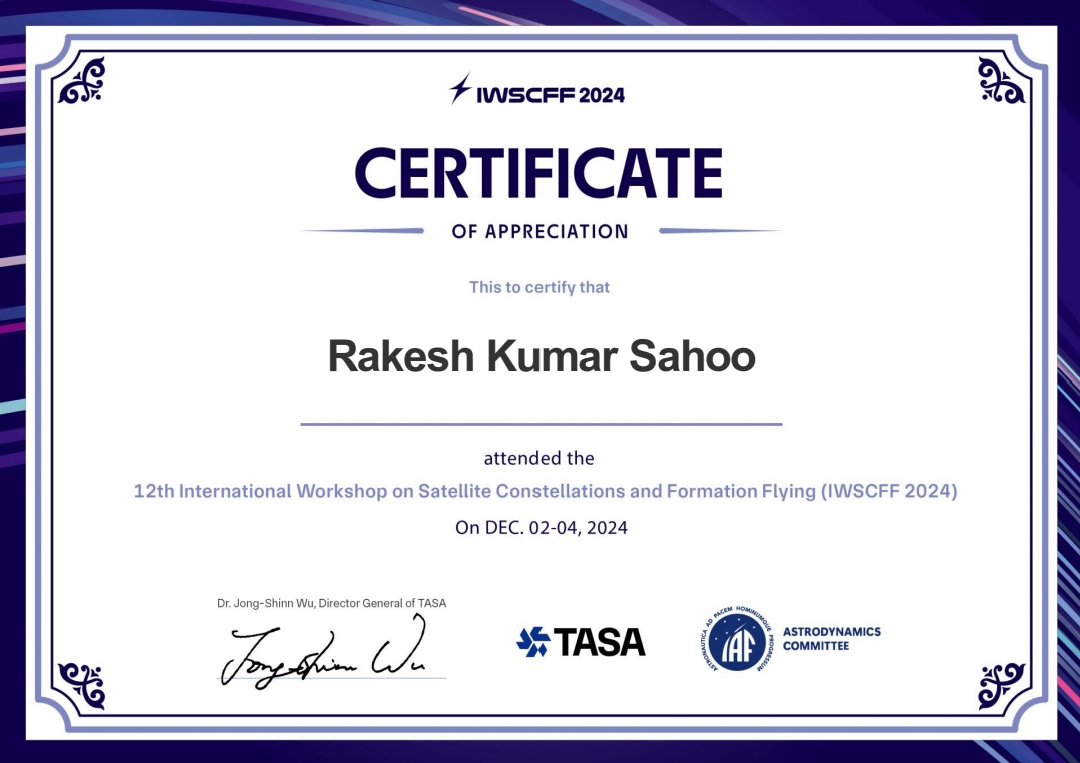 IWSCFF 2024
CERTIFICATE
OF APPRECIATION
This to certify that
Rakesh Kumar Sahoo
attended the
12th International Workshop on Satellite Constellations and Formation Flying (IWSCFF 2024)
On DEC. 02-04, 2024
Dr. Jong-Shinn Wu, Director General of TASA
Jong-Shinn Wu
TASA
ASTRONAUTICA AD PACEM HOMINUMQUE PROGRESSIUM
IAF
ASTRODYNAMICS
COMMITTEE